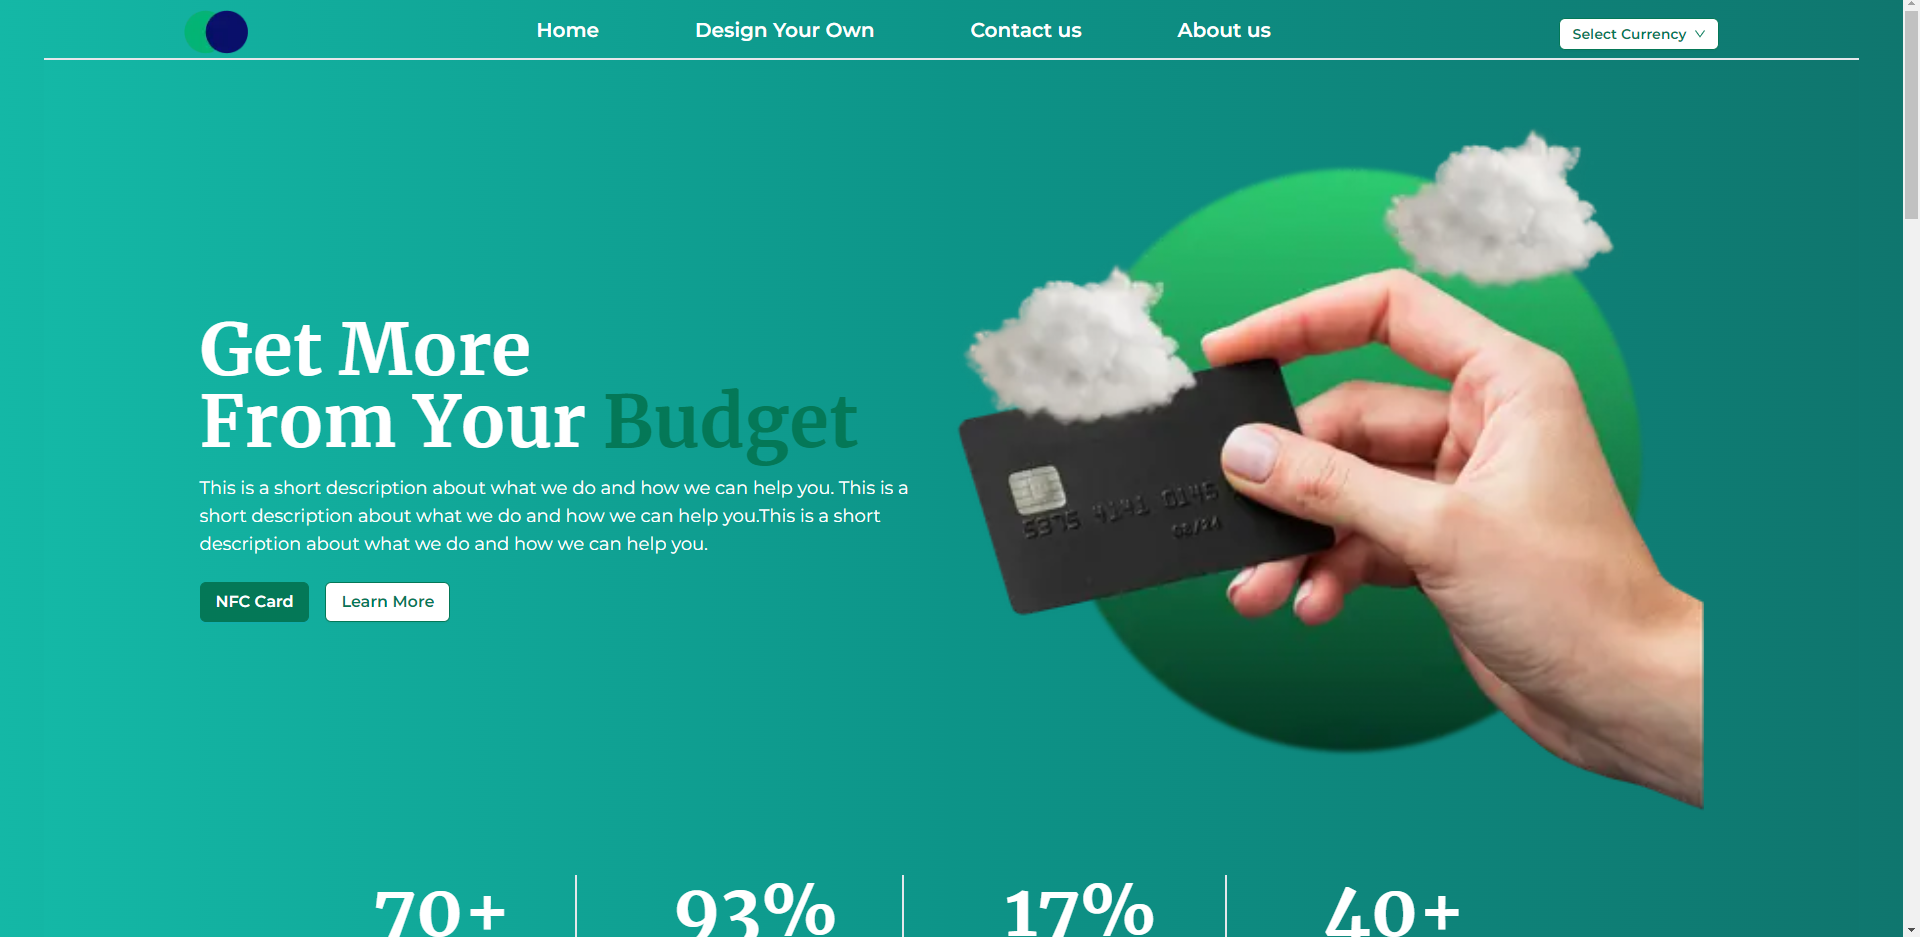 Home
Design Your Own
Contact us
About us
Select Currency
Get More
From Your Budget
This is a short description about what we do and how we can help you. This is a
short description about what we do and how we can help you.This is a short
description about what we do and how we can help you.
NFC Card
Learn More
5375 4141 0145
70+
93%
17%
40+